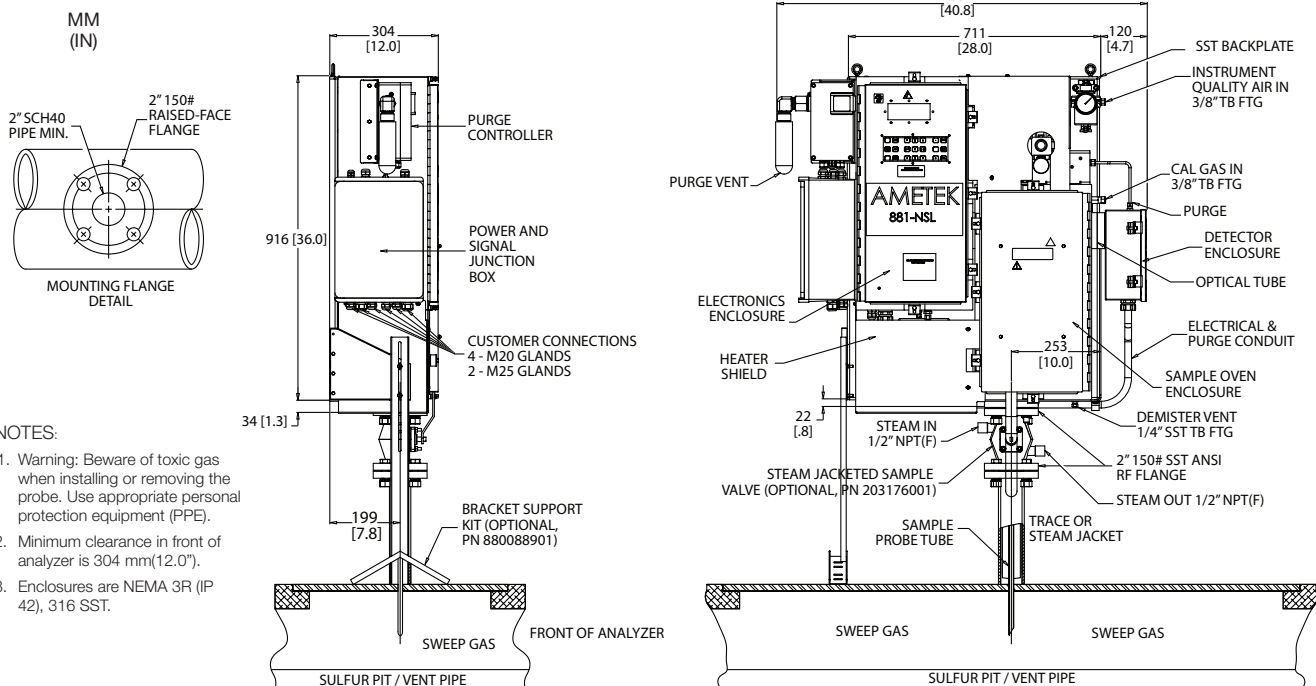 MM
(IN)
2" SCH40
PIPE MIN.
2" 150#
RAISED-FACE
FLANGE
MOUNTING FLANGE
DETAIL
NOTES:
1. Warning: Beware of toxic gas
when installing or removing the
probe. Use appropriate personal
protection equipment (PPE).
2. Minimum clearance in front of
analyzer is 304 mm(12.0").
3. Enclosures are NEMA 3R (IP
42), 316 SST.
304
[12.0]
916 [36.0]
34 [1.3]
199
[7.8]
PURGE
CONTROLLER
POWER AND
SIGNAL
JUNCTION
BOX
CUSTOMER CONNECTIONS
4 - M20 GLANDS
2 - M25 GLANDS
BRACKET SUPPORT
KIT (OPTIONAL,
PN 880088901)
SWEEP GAS
FRONT OF ANALYZER
SULFUR PIT / VENT PIPE
[40.8]
711
[28.0]
120
[4.7]
SST BACKPLATE
INSTRUMENT
QUALITY AIR IN
3/8" TB FTG
CAL GAS IN
3/8" TB FTG
PURGE
DETECTOR
ENCLOSURE
OPTICAL TUBE
ELECTRICAL &
PURGE CONDUIT
SAMPLE OVEN
ENCLOSURE
DEMISTER VENT
1/4" SST TB FTG
2" 150# SST ANSI
RF FLANGE
STEAM OUT 1/2" NPT(F)
PURGE VENT
AMETEK
881-NSL
ELECTRONICS
ENCLOSURE
HEATER
SHIELD
253
[10.0]
22
[.8]
STEAM IN
1/2" NPT(F)
STEAM JACKETED SAMPLE
VALVE (OPTIONAL, PN 203176001)
SAMPLE
PROBE TUBE
TRACE OR
STEAM JACKET
SWEEP GAS
SWEEP GAS
SULFUR PIT / VENT PIPE